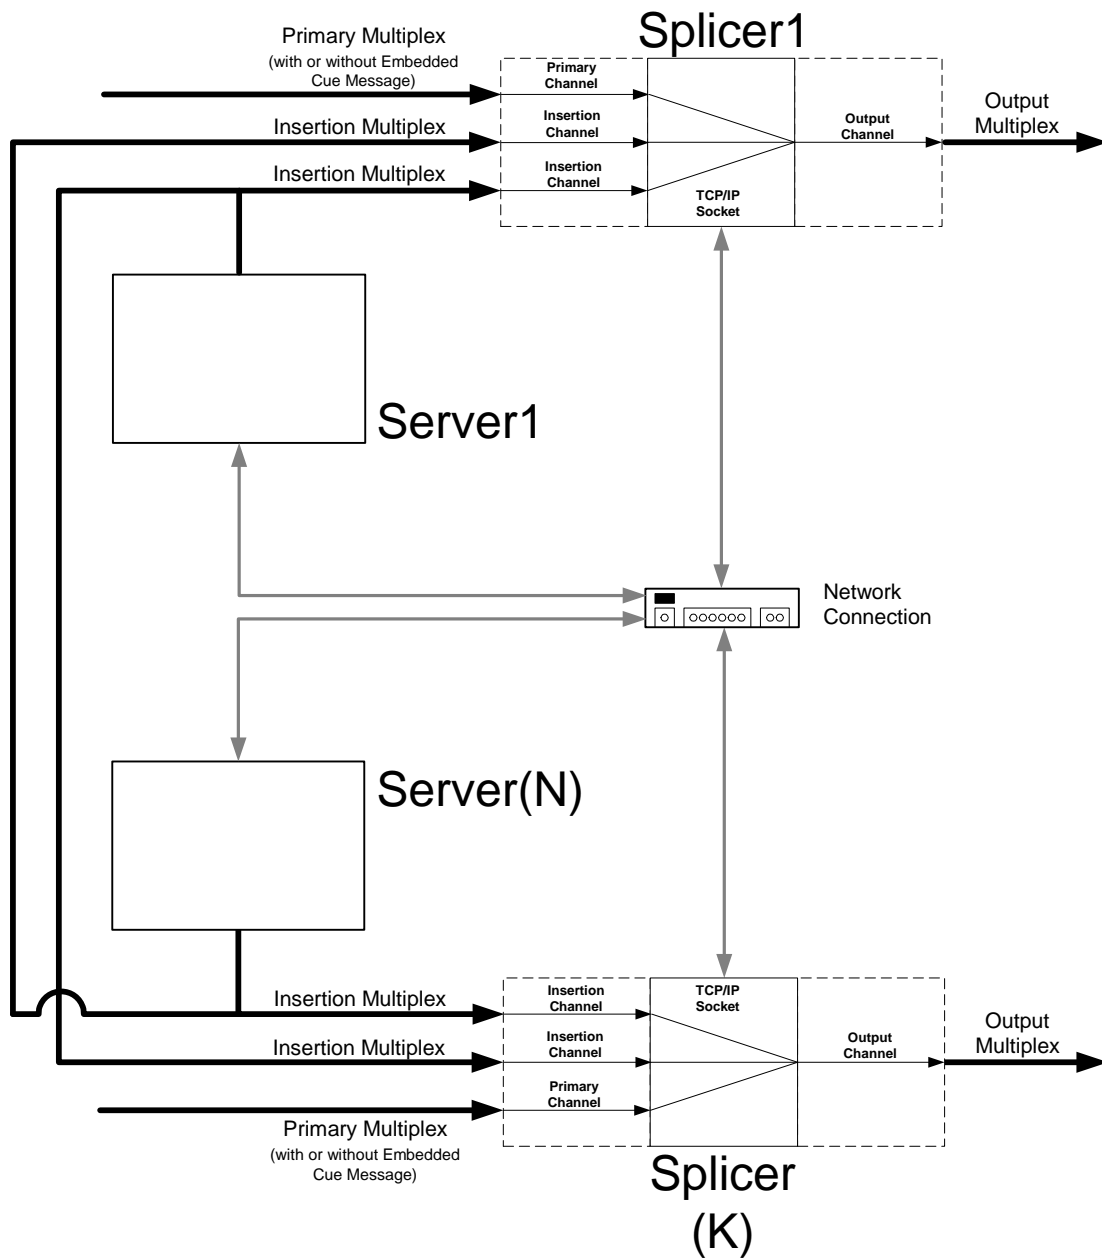 Splicer1
Primary Multiplex
(with or without Embedded
Cue Message)
Primary
Channel
Insertion Multiplex
Insertion
Channel
Insertion Multiplex
Insertion
Channel
TCP/IP
Socket
Output
Channel
Output
Multiplex
Server1
Network
Connection
Server(N)
Insertion Multiplex
Insertion
Channel
TCP/IP
Socket
Insertion Multiplex
Insertion
Channel
Output
Channel
Output
Multiplex
Primary
Channel
Primary Multiplex
(with or without Embedded
Cue Message)
Splicer
(K)